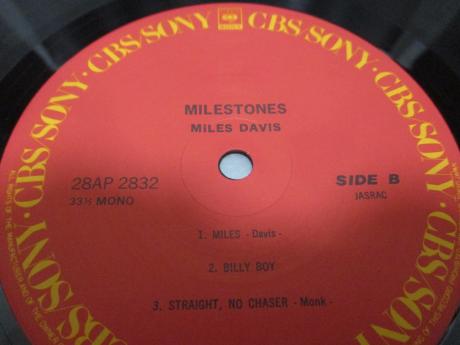 CBS/SONY · CBS/SONY · CBS/SONY · CBS/SONY
MILESTONES
MILES DAVIS
28AP 2832
33⅓ MONO
SIDE B
JASRAC
1. MILES - Davis -
2. BILLY BOY
3. STRAIGHT, NO CHASER - Monk -